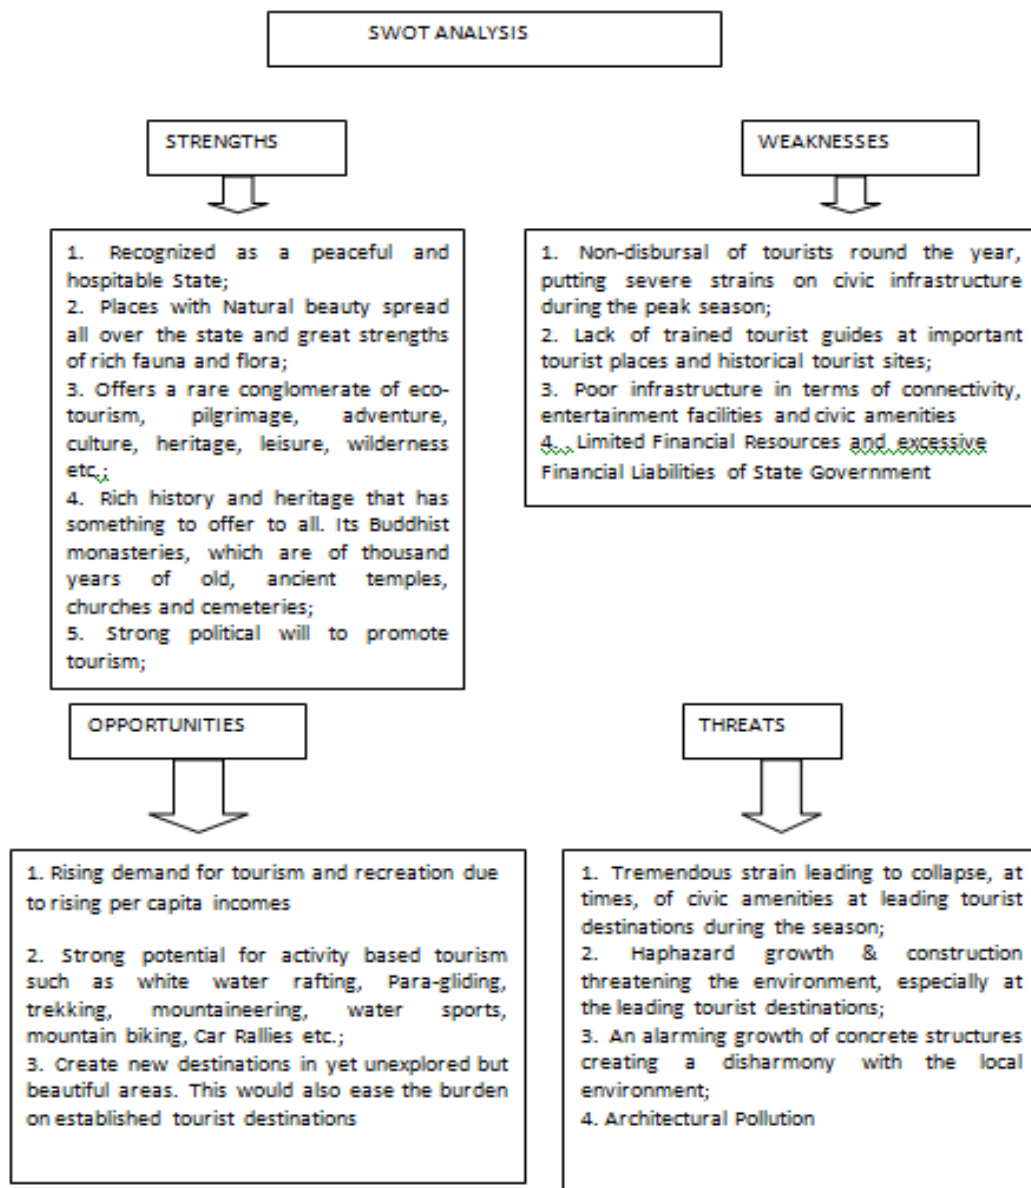 SWOT ANALYSIS
STRENGTHS
WEAKNESSES
1. Recognized as a peaceful and
hospitable State;
2. Places with Natural beauty spread
all over the state and great strengths
of rich fauna and flora;
3. Offers a rare conglomerate of eco-
tourism, pilgrimage, adventure,
culture, heritage, leisure, wilderness
etc.;
4. Rich history and heritage that has
something to offer to all. Its Buddhist
monasteries, which are of thousand
years of old, ancient temples,
churches and cemeteries;
5. Strong political will to promote
tourism;
1. Non-disbursal of tourists round the year,
putting severe strains on civic infrastructure
during the peak season;
2. Lack of trained tourist guides at important
tourist places and historical tourist sites;
3. Poor infrastructure in terms of connectivity,
entertainment facilities and civic amenities
4.. Limited Financial Resources and excessive
Financial Liabilities of State Government
OPPORTUNITIES
THREATS
1. Rising demand for tourism and recreation due
to rising per capita incomes
2. Strong potential for activity based tourism
such as white water rafting, Para-gliding,
trekking, mountaineering, water sports,
mountain biking, Car Rallies etc.;
3. Create new destinations in yet unexplored but
beautiful areas. This would also ease the burden
on established tourist destinations
1. Tremendous strain leading to collapse, at
times, of civic amenities at leading tourist
destinations during the season;
2. Haphazard growth & construction
threatening the environment, especially at
the leading tourist destinations;
3. An alarming growth of concrete structures
creating a disharmony with the local
environment;
4. Architectural Pollution